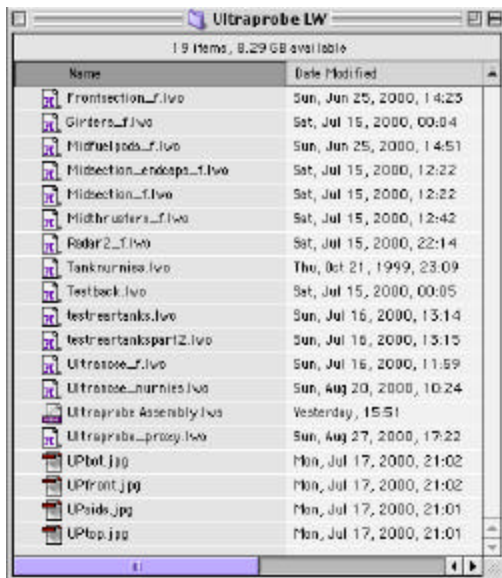 Ultraprobe LW
19 items, 8.29 GB available
Name Date Modified
Frontsection_f.lwo Sun, Jun 25, 2000, 14:23
Girders_f.lwo Sat, Jul 15, 2000, 00:04
Midfuelpods_f.lwo Sun, Jun 25, 2000, 14:51
Midsection_endcaps_f.lwo Sat, Jul 15, 2000, 12:22
Midsection_f.lwo Sat, Jul 15, 2000, 12:22
Midthrusters_f.lwo Sat, Jul 15, 2000, 12:42
Radar2_f.lwo Sat, Jul 15, 2000, 22:14
Tanknurnies.lwo Thu, Oct 21, 1999, 23:09
Testback.lwo Sat, Jul 15, 2000, 00:05
testreartanks.lwo Sun, Jul 16, 2000, 13:14
testreartankspart2.lwo Sun, Jul 16, 2000, 13:15
Ultranose_f.lwo Sun, Jul 16, 2000, 11:59
Ultranose_nurnies.lwo Sun, Aug 20, 2000, 10:24
Ultraprobe Assembly.lws Yesterday, 15:51
Ultraprobe_proxy.lwo Sun, Aug 27, 2000, 17:22
UPbot.jpg Mon, Jul 17, 2000, 21:02
UPfront.jpg Mon, Jul 17, 2000, 21:02
UPside.jpg Mon, Jul 17, 2000, 21:01
UPtop.jpg Mon, Jul 17, 2000, 21:01